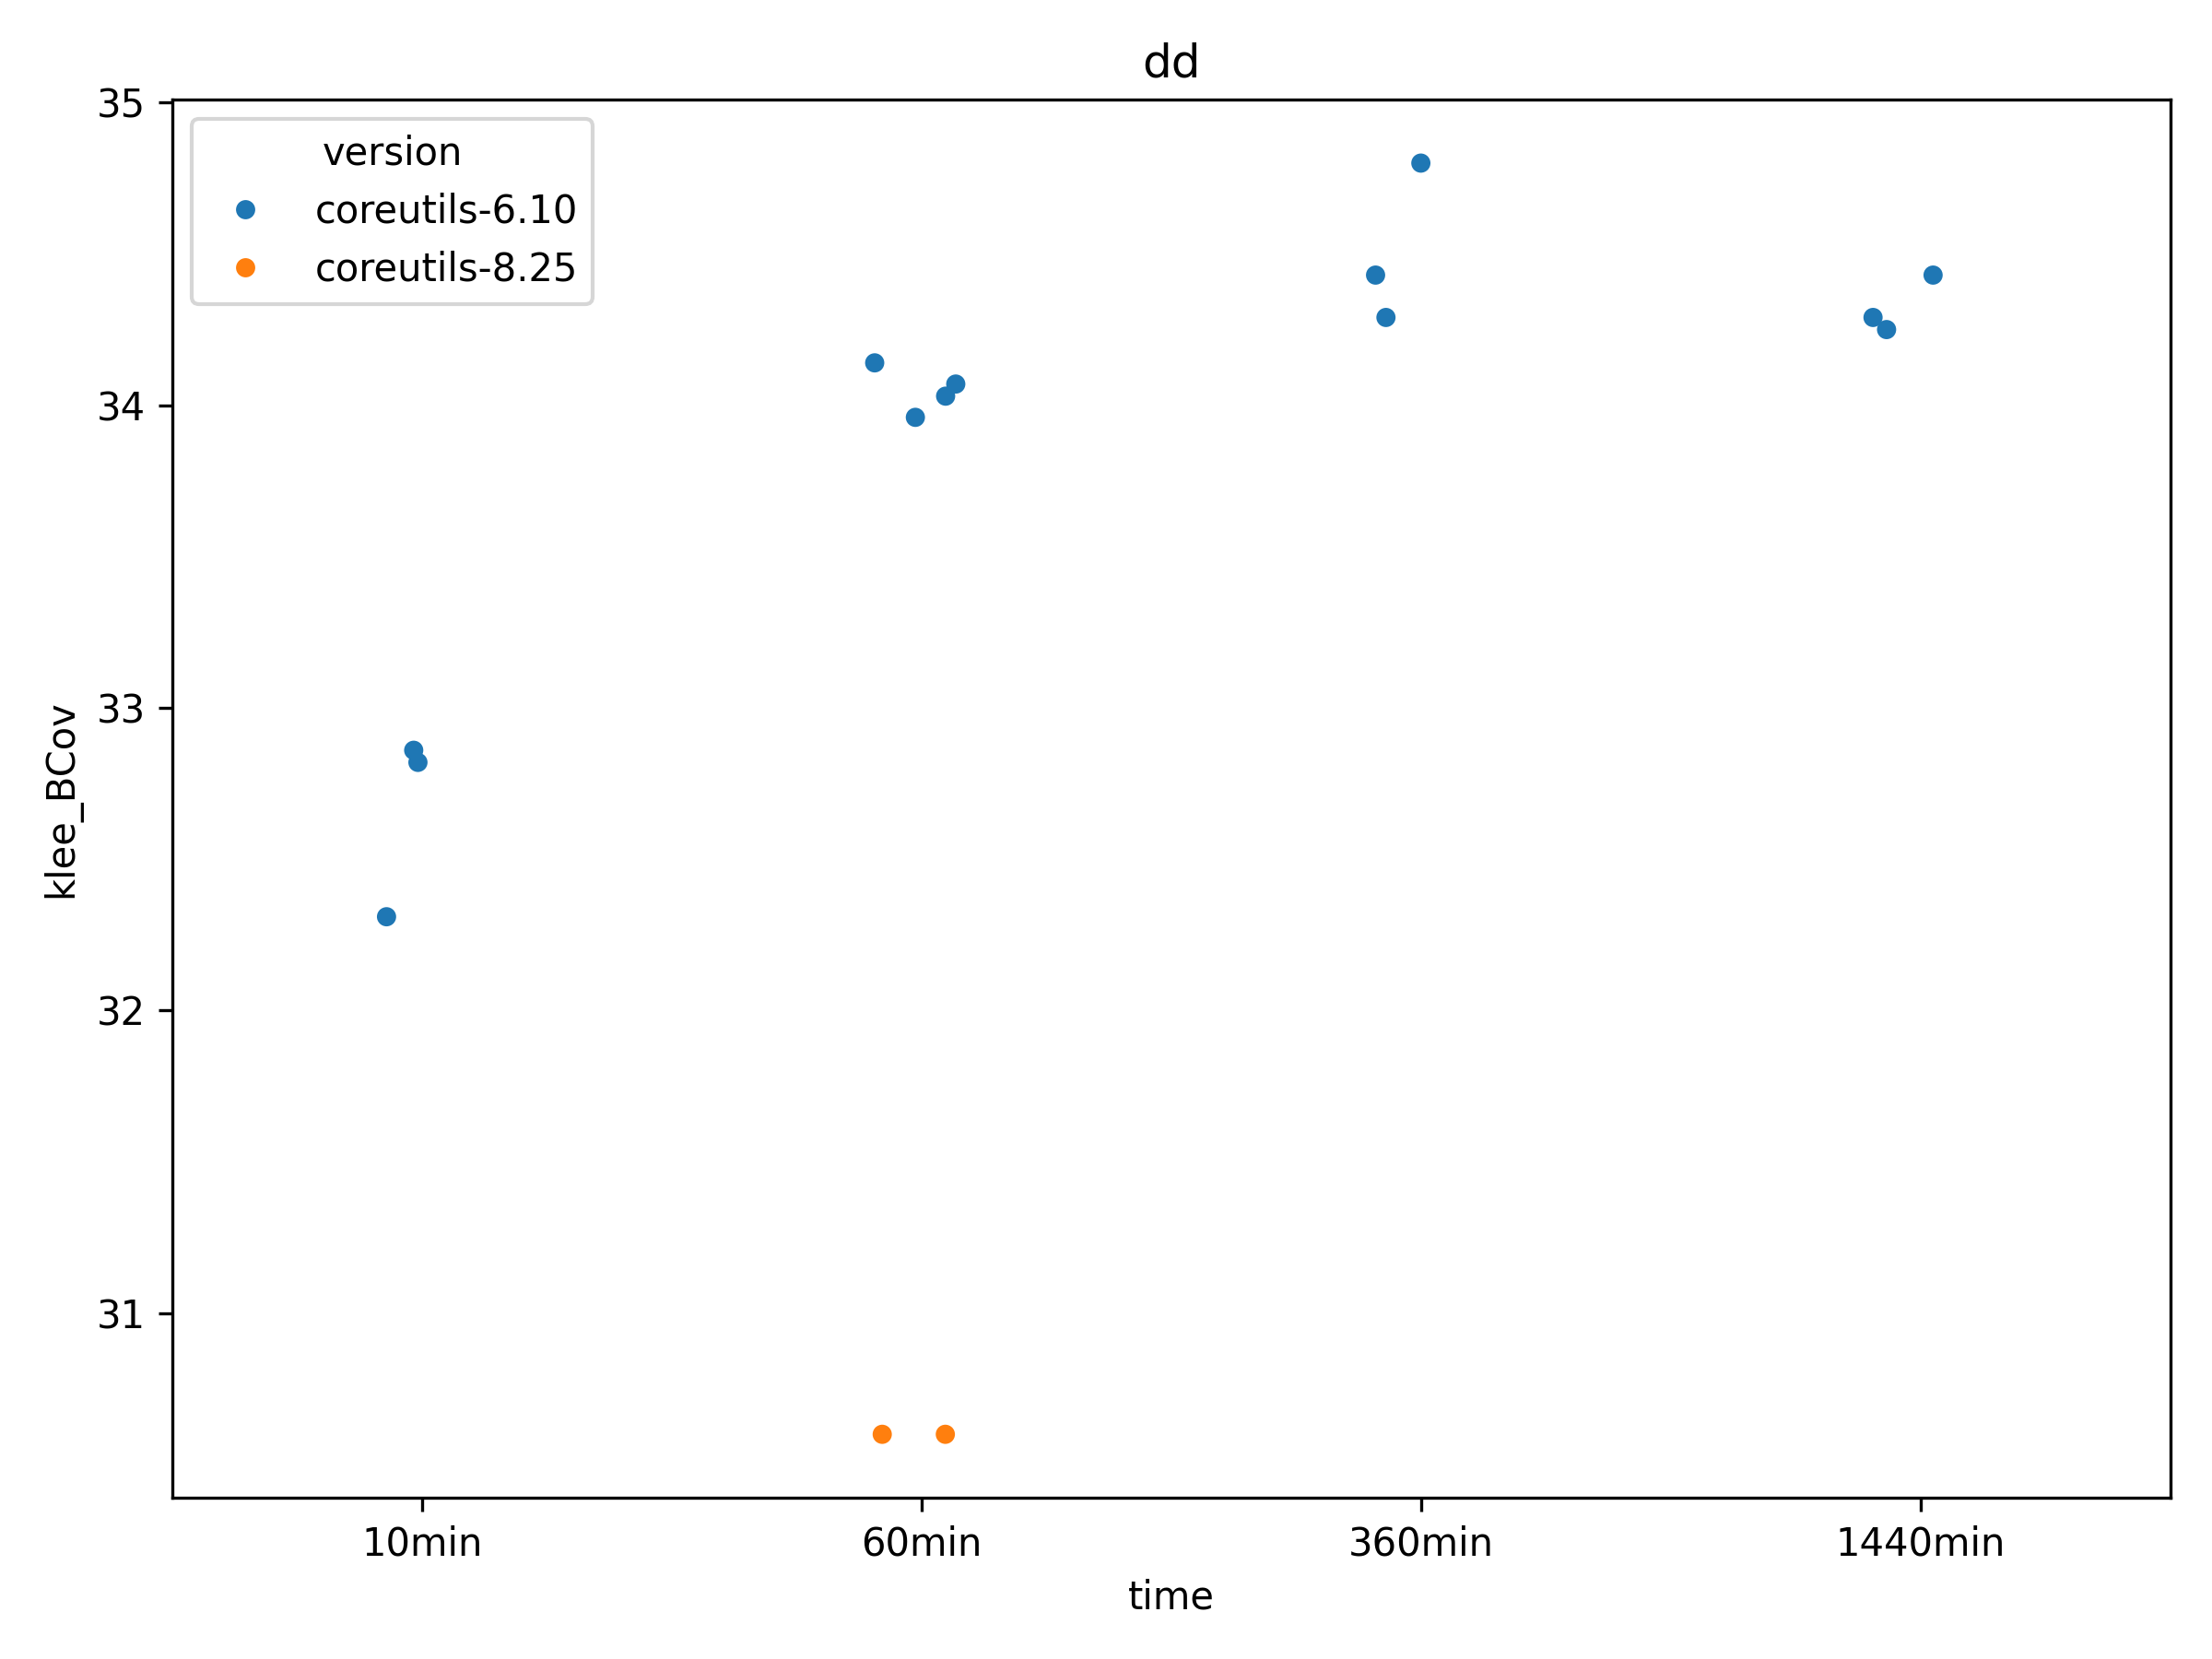 dd
version
coreutils-6.10
coreutils-8.25
35
34
33
32
31
klee_BCov
10min 60min 360min 1440min
time